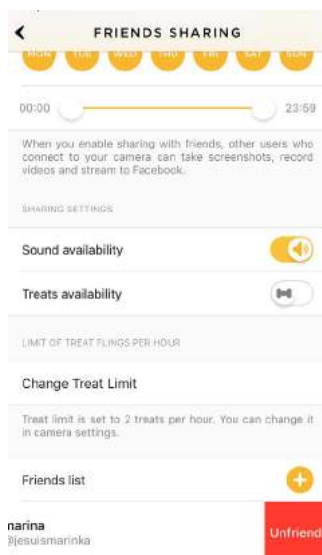 FRIENDS SHARING
MON TUE WED THU FRI SAT SUN
00:00 23:59
When you enable sharing with friends, other users who
connect to your camera can take screenshots, record
videos and stream to Facebook.
SHARING SETTINGS
Sound availability
Treats availability
LIMIT OF TREAT FLINGS PER HOUR
Change Treat Limit
Treat limit is set to 2 treats per hour. You can change it
in camera settings.
Friends list
marina
@jesuismarinka
Unfriend